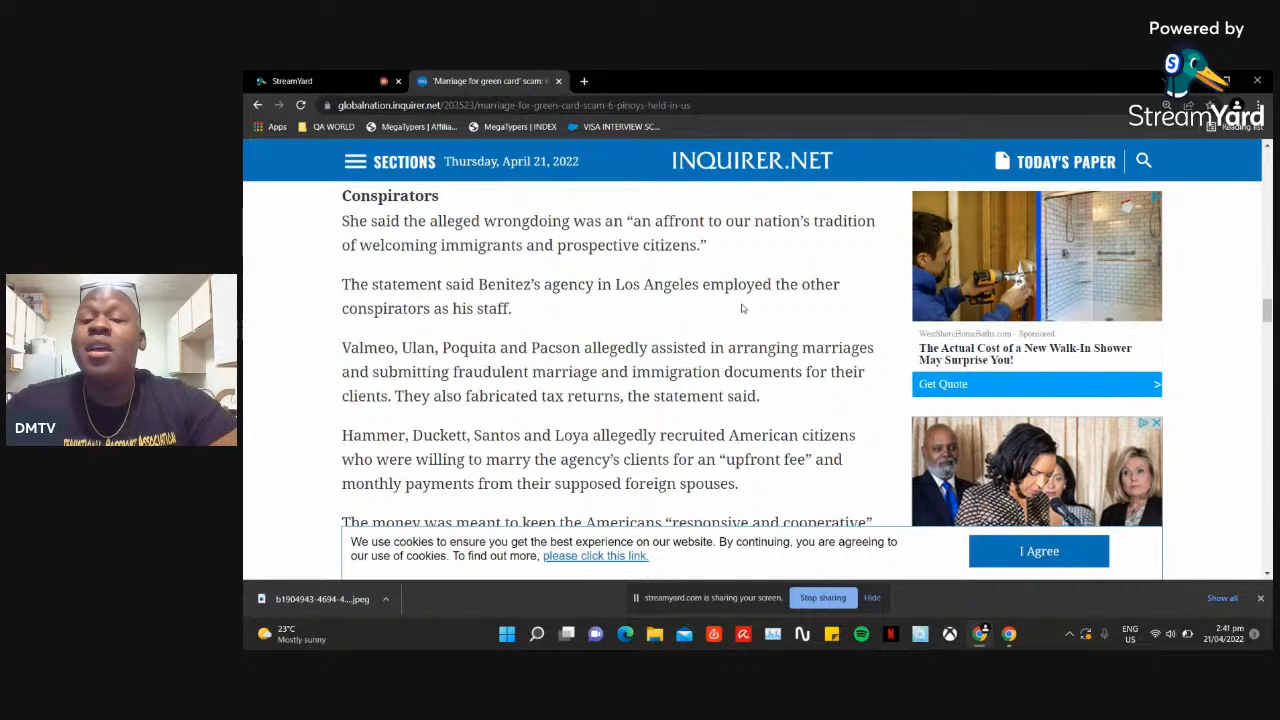 Powered by
StreamYard
StreamYard
'Marriage for green card' scam:
globalnation.inquirer.net/203523/marriage-for-green-card-scam-6-pinoys-held-in-us
Apps
QA WORLD
MegaTypers | Affilia...
MegaTypers | INDEX
VISA INTERVIEW SC...
Reading list
SECTIONS
Thursday, April 21, 2022
INQUIRER.NET
TODAY'S PAPER
Conspirators
She said the alleged wrongdoing was an “an affront to our nation’s tradition
of welcoming immigrants and prospective citizens.”
The statement said Benitez’s agency in Los Angeles employed the other
conspirators as his staff.
Valmeo, Ulan, Poquita and Pacson allegedly assisted in arranging marriages
and submitting fraudulent marriage and immigration documents for their
clients. They also fabricated tax returns, the statement said.
Hammer, Duckett, Santos and Loya allegedly recruited American citizens
who were willing to marry the agency’s clients for an “upfront fee” and
monthly payments from their supposed foreign spouses.
The money was meant to keep the Americans “responsive and cooperative”
WestShoreHomeBaths.com - Sponsored
The Actual Cost of a New Walk-In Shower
May Surprise You!
Get Quote >
We use cookies to ensure you get the best experience on our website. By continuing, you are agreeing to
our use of cookies. To find out more, please click this link.
I Agree
DMTV
b1904943-4694-4....jpeg
streamyard.com is sharing your screen.
Stop sharing
Hide
Show all
23°C
Mostly sunny
ENG
US
2:41 pm
21/04/2022